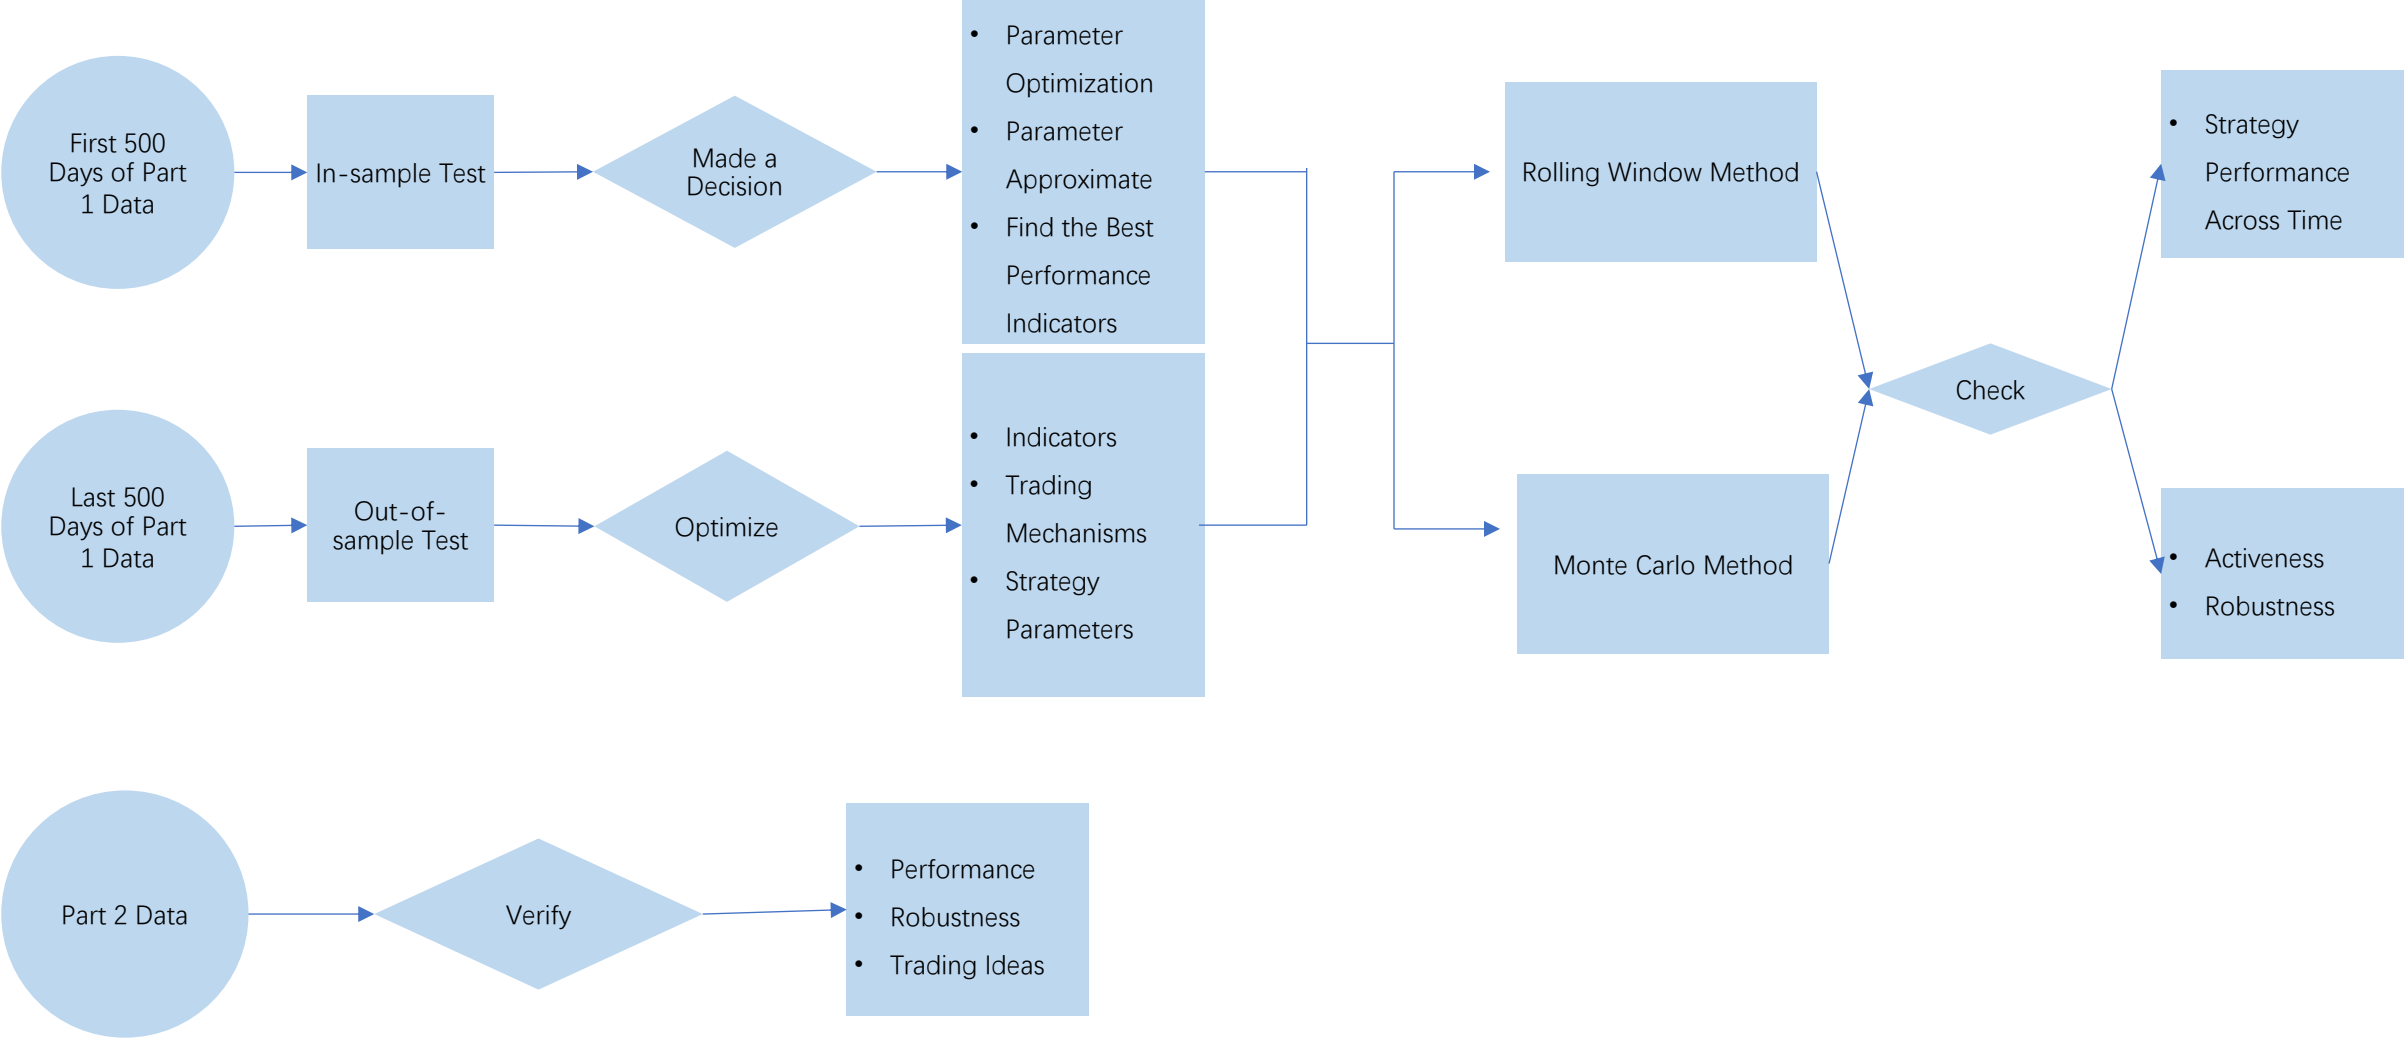 First 500
Days of Part
1 Data
In-sample Test
Made a
Decision
• Parameter
Optimization
• Parameter
Approximate
• Find the Best
Performance
Indicators
Rolling Window Method
• Strategy
Performance
Across Time
Check
Last 500
Days of Part
1 Data
Out-of-
sample Test
Optimize
• Indicators
• Trading
Mechanisms
• Strategy
Parameters
Monte Carlo Method
• Activeness
• Robustness
Part 2 Data
Verify
• Performance
• Robustness
• Trading Ideas